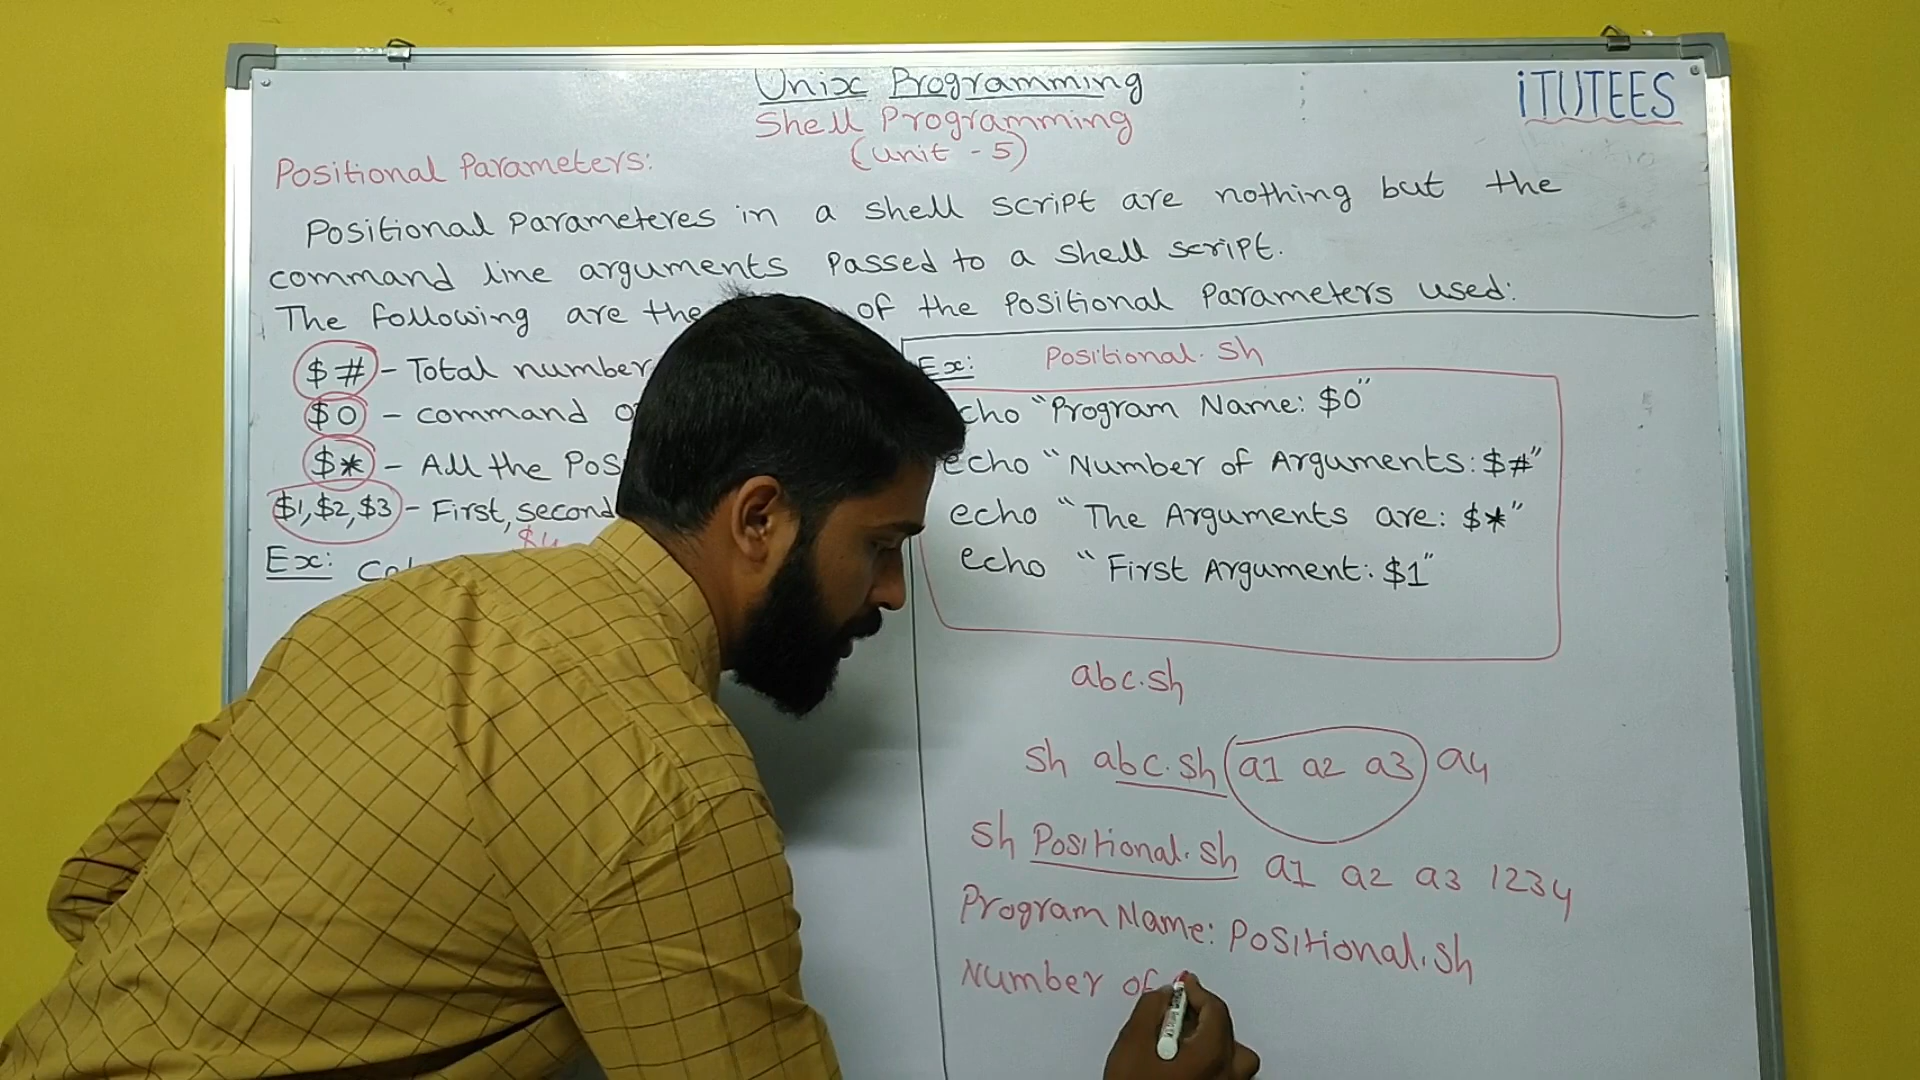 Unix Programming
iTUTEES
Shell Programming
(Unit - 5)
Positional Parameters:
Positional Parameteres in a shell script are nothing but the
command line arguments passed to a shell script.
The following are the of the Positional Parameters used:
$# - Total number
$0 - command
$* - All the Pos
$1, $2, $3 - First, second
$4
Ex:
Ex: Positional.sh
echo "Program Name: $0"
echo "Number of Arguments: $#"
echo "The Arguments are: $*"
echo "First Argument: $1"
abc.sh
sh abc.sh a1 a2 a3 a4
sh Positional.sh a1 a2 a3 1234
Program Name: Positional.sh
Number of